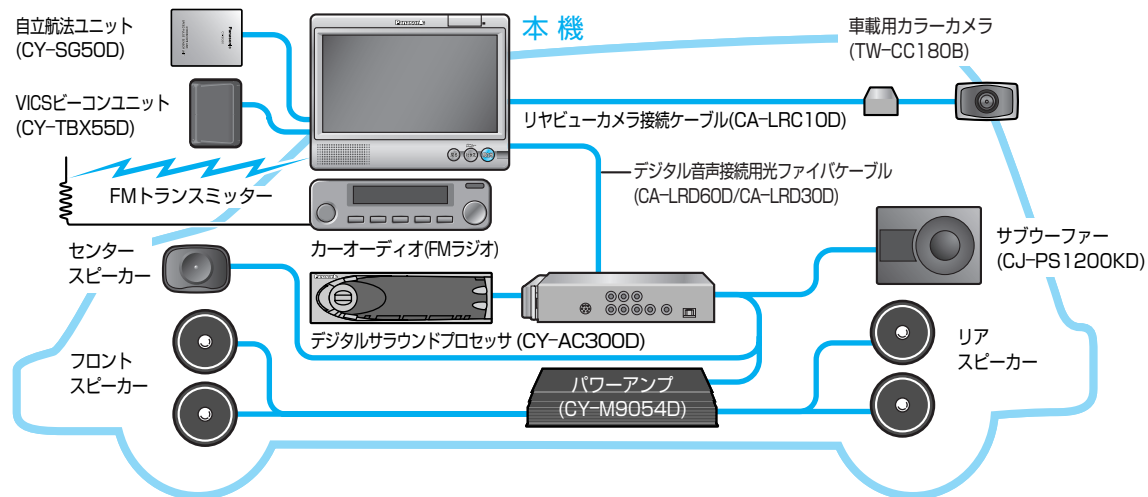 自立航法ユニット
(CY-SG50D)
Panasonic
本機
車載用カラーカメラ
(TW-CC180B)
VICSビーコンユニット
(CY-TBX55D)
リヤビューカメラ接続ケーブル(CA-LRC10D)
デジタル音声接続用光ファイバケーブル
(CA-LRD60D/CA-LRD30D)
FMトランスミッター
カーオーディオ(FMラジオ)
センター
スピーカー
サブウーファー
(CJ-PS1200KD)
デジタルサラウンドプロセッサ (CY-AC300D)
フロント
スピーカー
パワーアンプ
(CY-M9054D)
リア
スピーカー